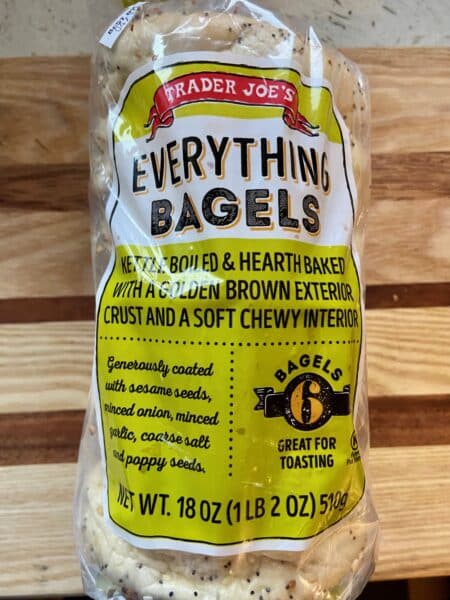 TRADER JOE'S
EVERYTHING
BAGELS
KETTLE BOILED & HEARTH BAKED
WITH A GOLDEN BROWN EXTERIOR
CRUST AND A SOFT CHEWY INTERIOR
Generously coated
with sesame seeds,
minced onion, minced
garlic, coarse salt
and poppy seeds.
BAGELS
6
GREAT FOR
TOASTING
NET WT. 18 OZ (1 LB 2 OZ) 510g